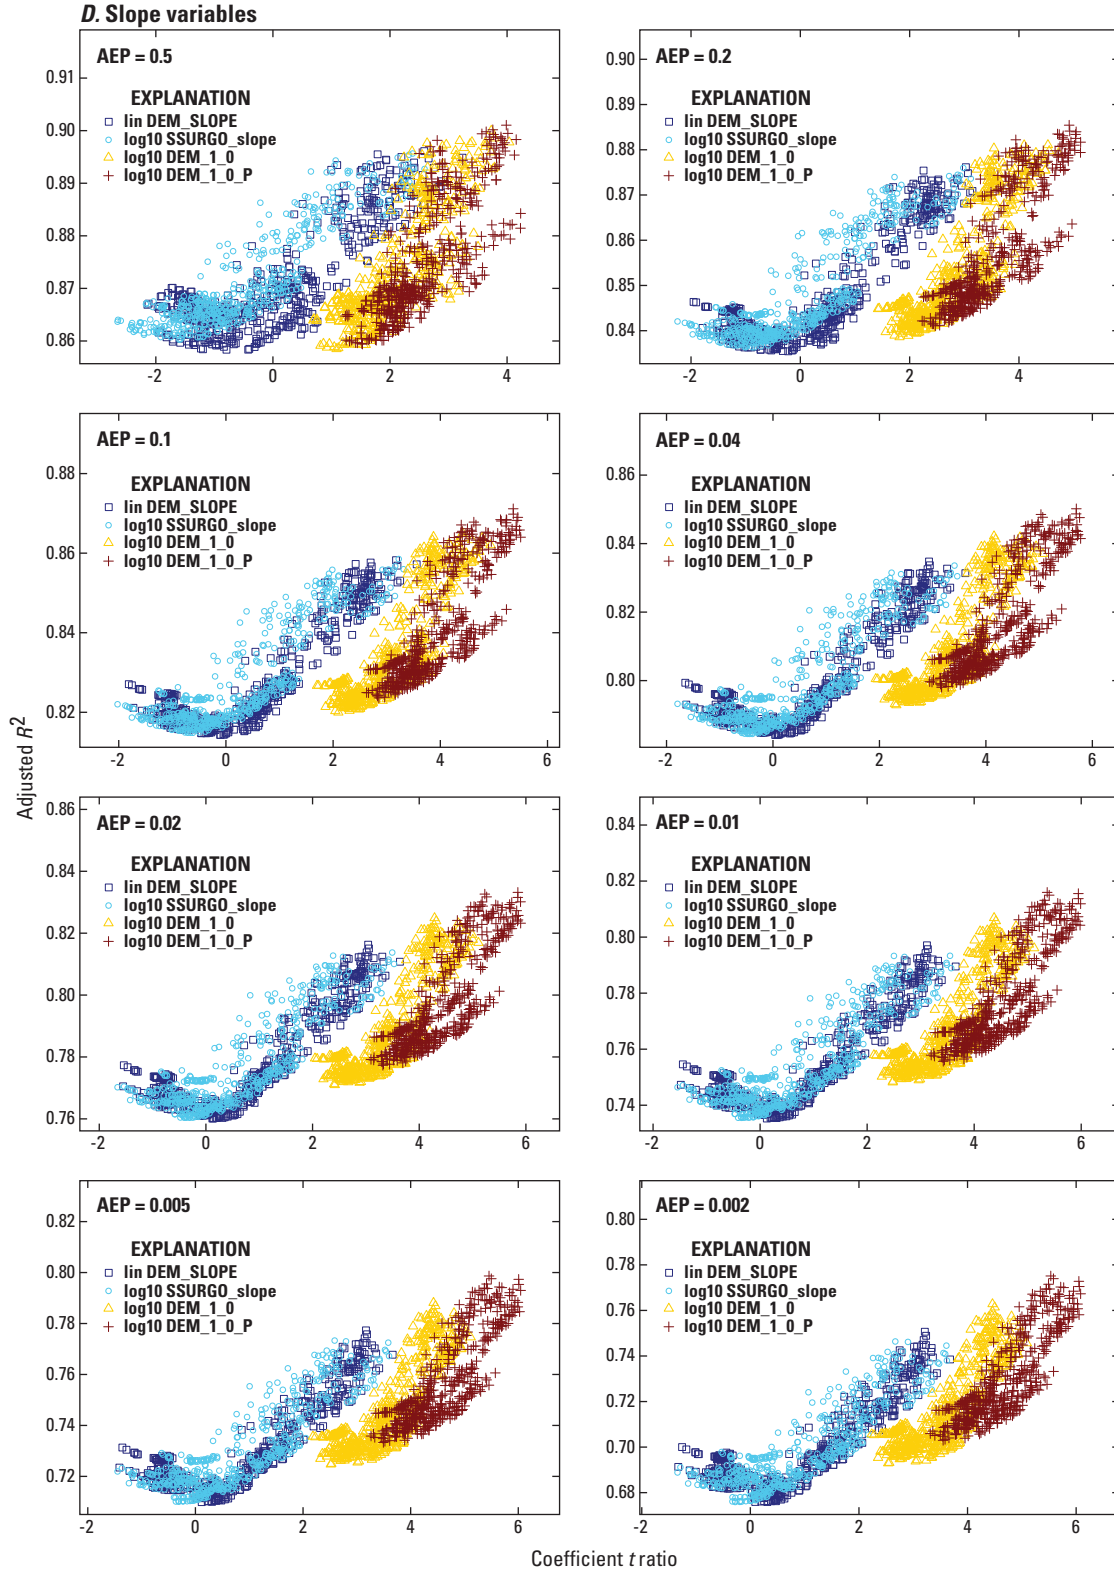 D. Slope variables
AEP = 0.5
EXPLANATION
lin DEM_SLOPE
log10 SSURGO_slope
log10 DEM_1_0
log10 DEM_1_0_P
0.91
0.90
0.89
0.88
0.87
0.86
-2
0
2
4
AEP = 0.2
EXPLANATION
lin DEM_SLOPE
log10 SSURGO_slope
log10 DEM_1_0
log10 DEM_1_0_P
0.90
0.89
0.88
0.87
0.86
0.85
0.84
-2
0
2
4
AEP = 0.1
EXPLANATION
lin DEM_SLOPE
log10 SSURGO_slope
log10 DEM_1_0
log10 DEM_1_0_P
0.88
0.86
0.84
0.82
-2
0
2
4
6
AEP = 0.04
EXPLANATION
lin DEM_SLOPE
log10 SSURGO_slope
log10 DEM_1_0
log10 DEM_1_0_P
0.86
0.84
0.82
0.80
-2
0
2
4
6
Adjusted R2
AEP = 0.02
EXPLANATION
lin DEM_SLOPE
log10 SSURGO_slope
log10 DEM_1_0
log10 DEM_1_0_P
0.86
0.84
0.82
0.80
0.78
0.76
-2
0
2
4
6
AEP = 0.01
EXPLANATION
lin DEM_SLOPE
log10 SSURGO_slope
log10 DEM_1_0
log10 DEM_1_0_P
0.84
0.82
0.80
0.78
0.76
0.74
-2
0
2
4
6
AEP = 0.005
EXPLANATION
lin DEM_SLOPE
log10 SSURGO_slope
log10 DEM_1_0
log10 DEM_1_0_P
0.82
0.80
0.78
0.76
0.74
0.72
-2
0
2
4
6
AEP = 0.002
EXPLANATION
lin DEM_SLOPE
log10 SSURGO_slope
log10 DEM_1_0
log10 DEM_1_0_P
0.80
0.78
0.76
0.74
0.72
0.70
0.68
-2
0
2
4
6
Coefficient t ratio